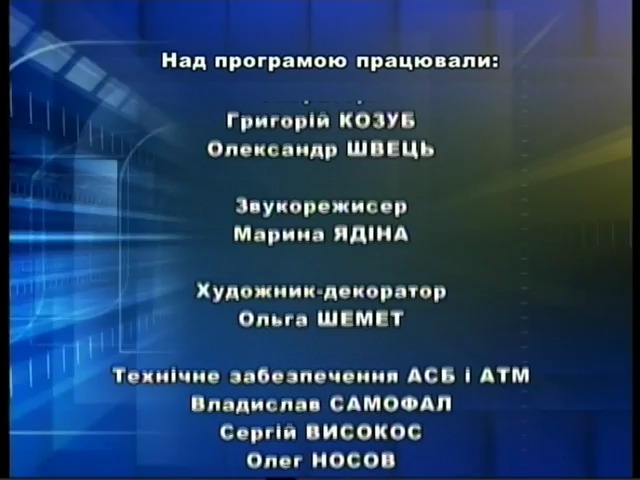 Над програмою працювали:
Григорій КОЗУБ
Олександр ШВЕЦЬ
Звукорежисер
Марина ЯДІНА
Художник-декоратор
Ольга ШЕМЕТ
Технічне забезпечення АСБ і АТМ
Владислав САМОФАЛ
Сергій ВИСОКОС
Олег НОСОВ